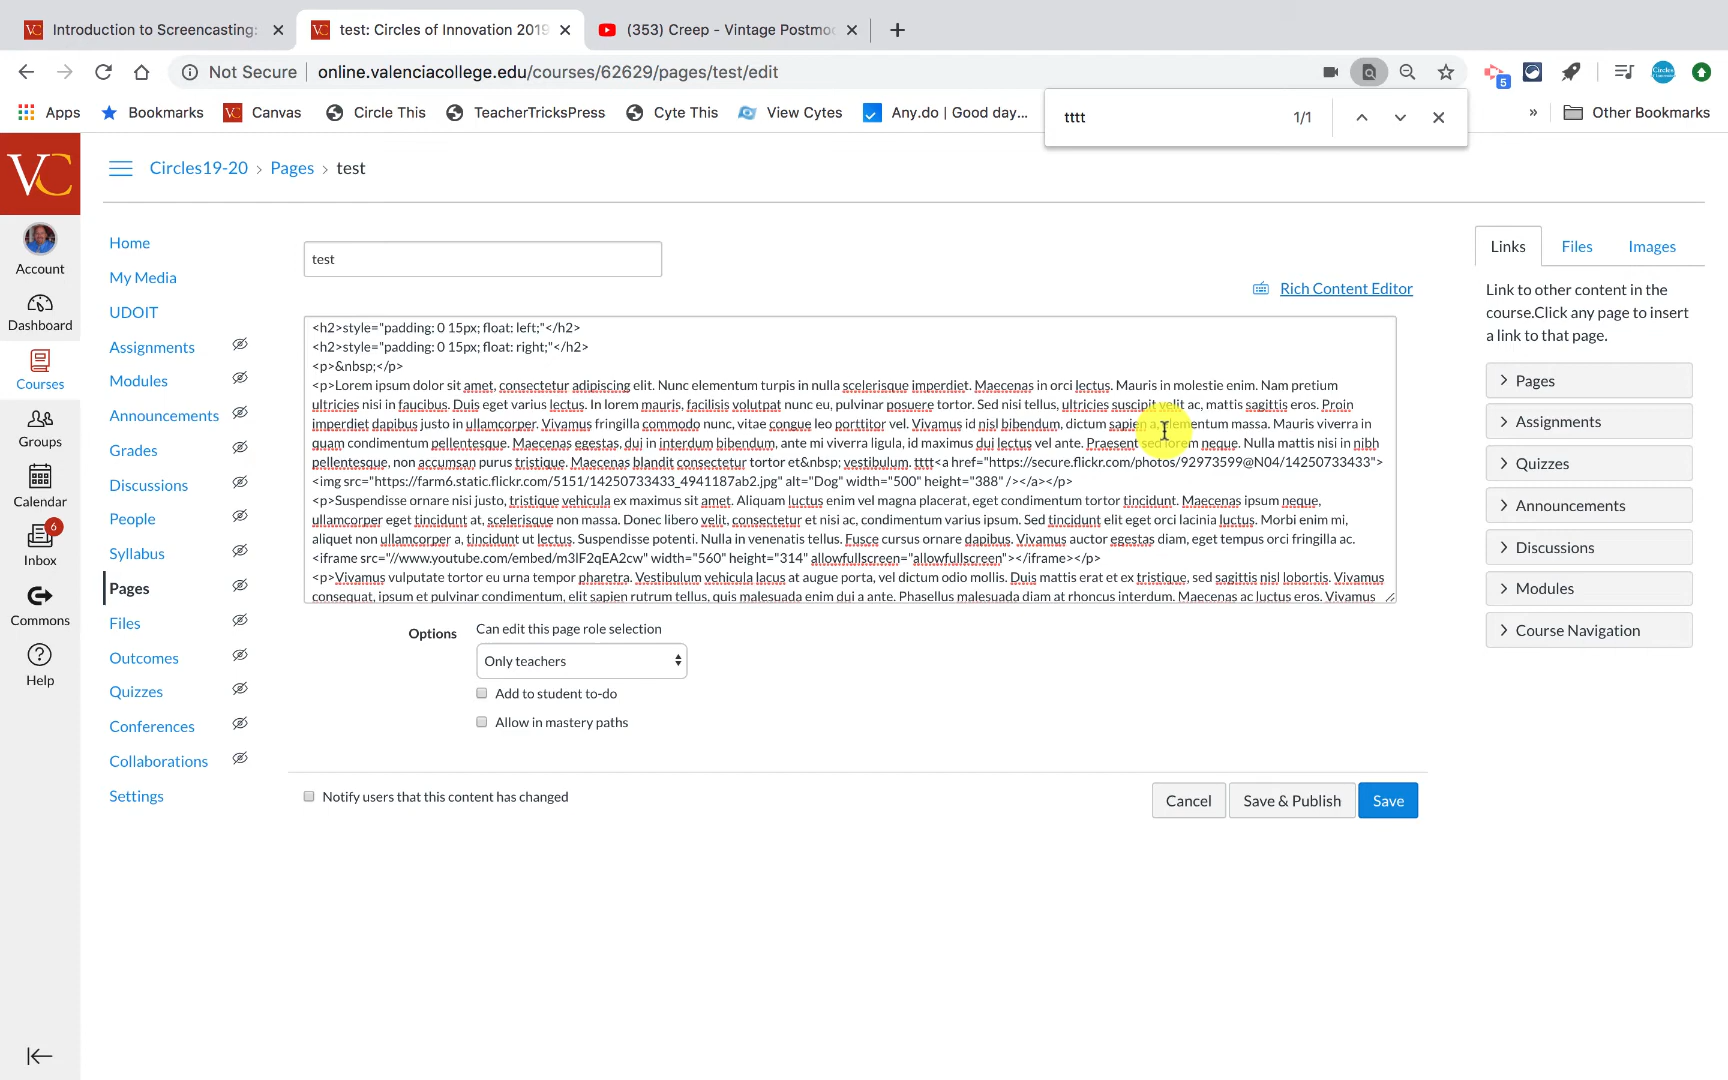 Introduction to Screencasting:
test: Circles of Innovation 2019
(353) Creep - Vintage Postmod
Not Secure
online.valenciacollege.edu/courses/62629/pages/test/edit
5
Apps
Bookmarks
Canvas
Circle This
TeacherTricksPress
Cyte This
View Cytes
Any.do | Good day...
»
Other Bookmarks
tttt
1/1
VC
Circles19-20 > Pages > test
Account
Dashboard
Courses
Groups
Calendar
6
Inbox
Commons
Help
Home
My Media
UDOIT
Assignments
Modules
Announcements
Grades
Discussions
People
Syllabus
Pages
Files
Outcomes
Quizzes
Conferences
Collaborations
Settings
test
Rich Content Editor
<h2>style="padding: 0 15px; float: left;"</h2>
<h2>style="padding: 0 15px; float: right;"</h2>
<p>&nbsp;</p>
<p>Lorem ipsum dolor sit amet, consectetur adipiscing elit. Nunc elementum turpis in nulla scelerisque imperdiet. Maecenas in orci lectus. Mauris in molestie enim. Nam pretium
ultricies nisi in faucibus. Duis eget varius lectus. In lorem mauris, facilisis volutpat nunc eu, pulvinar posuere tortor. Sed nisi tellus, ultricies suscipit velit ac, mattis sagittis eros. Proin
imperdiet dapibus justo in ullamcorper. Vivamus fringilla commodo nunc, vitae congue leo porttitor vel. Vivamus id nisl bibendum, dictum sapien a, elementum massa. Mauris viverra in
quam condimentum pellentesque. Maecenas egestas, dui in interdum bibendum, ante mi viverra ligula, id maximus dui lectus vel ante. Praesent sed lorem neque. Nulla mattis nisi in nibh
pellentesque, non accumsan purus tristique. Maecenas blandit consectetur tortor et&nbsp; vestibulum. tttt<a href="https://secure.flickr.com/photos/92973599@N04/14250733433">
<img src="https://farm6.static.flickr.com/5151/14250733433_4941187ab2.jpg" alt="Dog" width="500" height="388" /></a></p>
<p>Suspendisse ornare nisi justo, tristique vehicula ex maximus sit amet. Aliquam luctus enim vel magna placerat, eget condimentum tortor tincidunt. Maecenas ipsum neque,
ullamcorper eget tincidunt at, scelerisque non massa. Donec libero velit, consectetur et nisi ac, condimentum varius ipsum. Sed tincidunt elit eget orci lacinia luctus. Morbi enim mi,
aliquet non ullamcorper a, tincidunt ut lectus. Suspendisse potenti. Nulla in venenatis tellus. Fusce cursus ornare dapibus. Vivamus auctor egestas diam, eget tempus orci fringilla ac.
<iframe src="//www.youtube.com/embed/m3lF2qEA2cw" width="560" height="314" allowfullscreen="allowfullscreen"></iframe></p>
<p>Vivamus vulputate tortor eu urna tempor pharetra. Vestibulum vehicula lacus at augue porta, vel dictum odio mollis. Duis mattis erat et ex tristique, sed sagittis nisl lobortis. Vivamus
consequat, ipsum et pulvinar condimentum, elit sapien rutrum tellus, quis malesuada enim dui a ante. Phasellus malesuada diam at rhoncus interdum. Maecenas ac luctus eros. Vivamus
Options
Can edit this page role selection
Only teachers
Add to student to-do
Allow in mastery paths
Notify users that this content has changed
Cancel
Save & Publish
Save
Links
Files
Images
Link to other content in the
course.Click any page to insert
a link to that page.
Pages
Assignments
Quizzes
Announcements
Discussions
Modules
Course Navigation